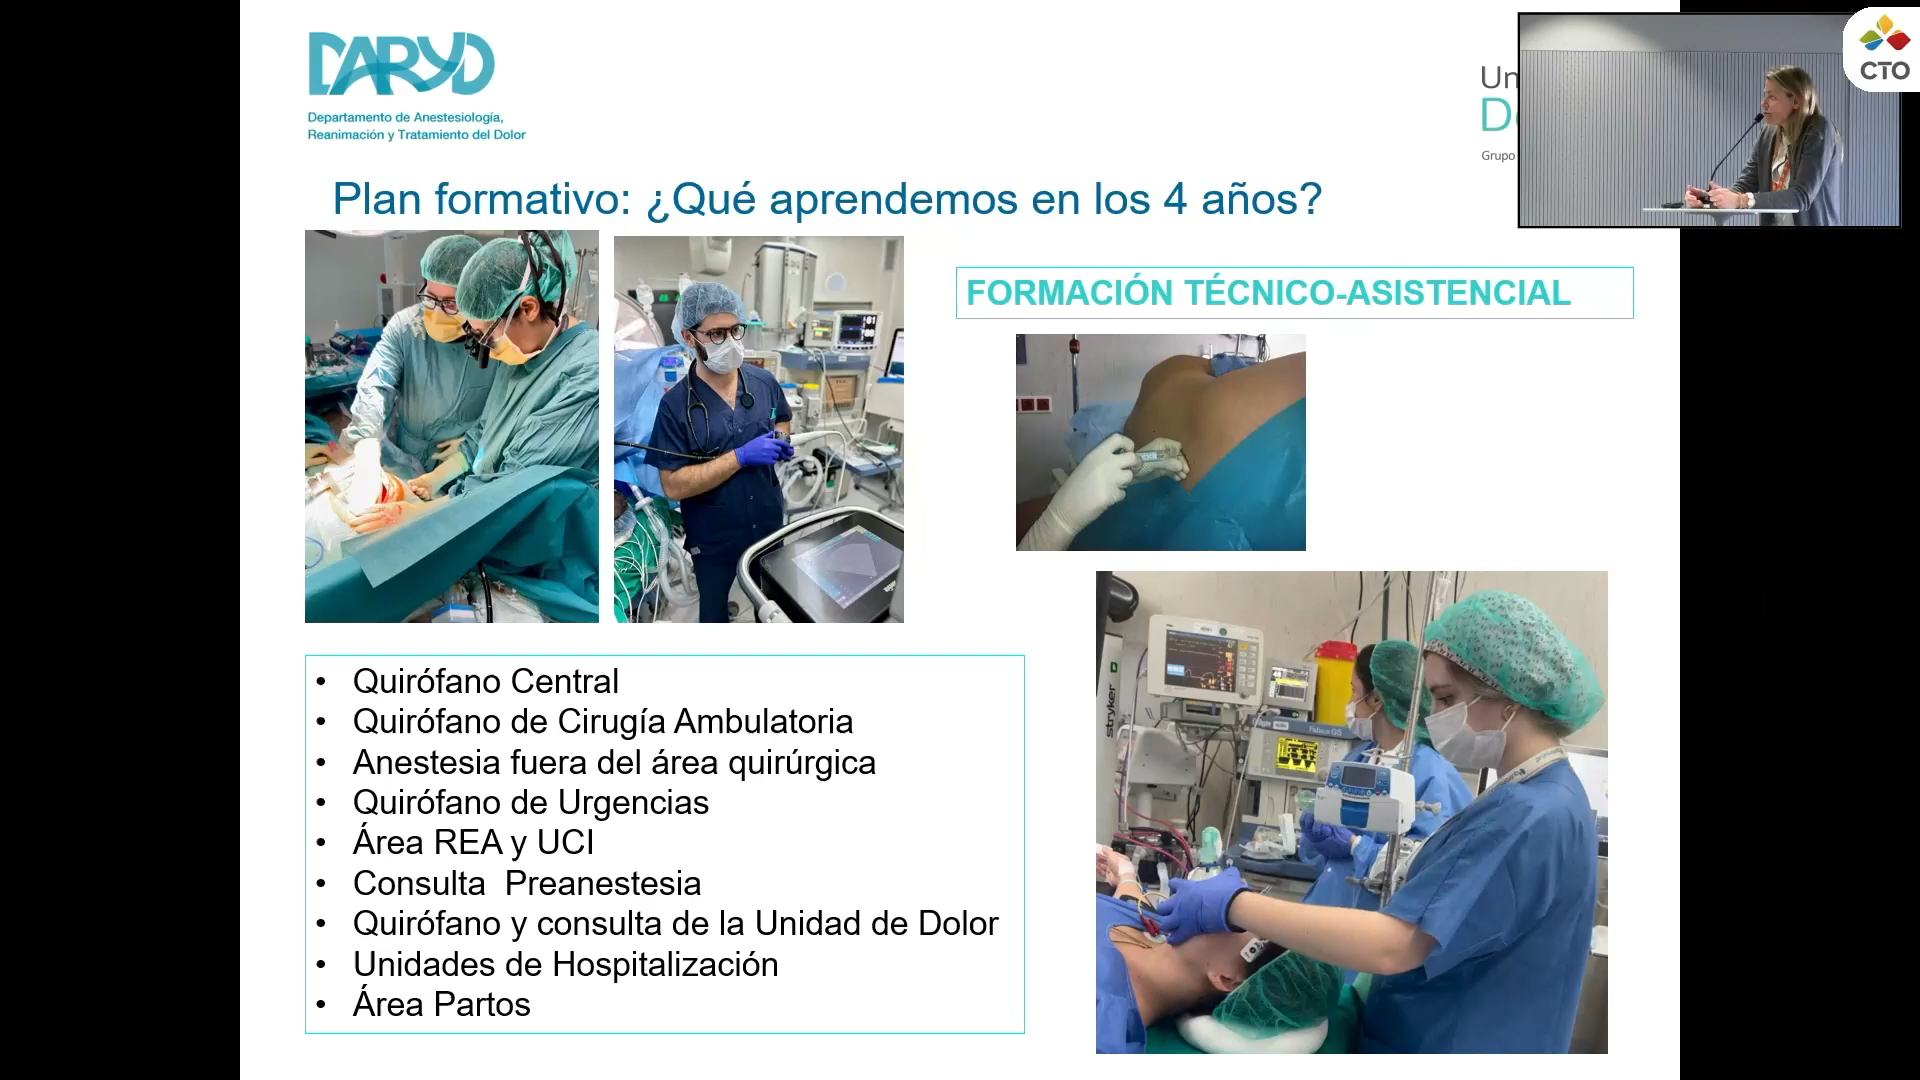 DARYD
Departamento de Anestesiología,
Reanimación y Tratamiento del Dolor
Un
D
Grupo
CTO
Plan formativo: ¿Qué aprendemos en los 4 años?
FORMACIÓN TÉCNICO-ASISTENCIAL
• Quirófano Central
• Quirófano de Cirugía Ambulatoria
• Anestesia fuera del área quirúrgica
• Quirófano de Urgencias
• Área REA y UCI
• Consulta  Preanestesia
• Quirófano y consulta de la Unidad de Dolor
• Unidades de Hospitalización
• Área Partos
stryker
Fabius GS